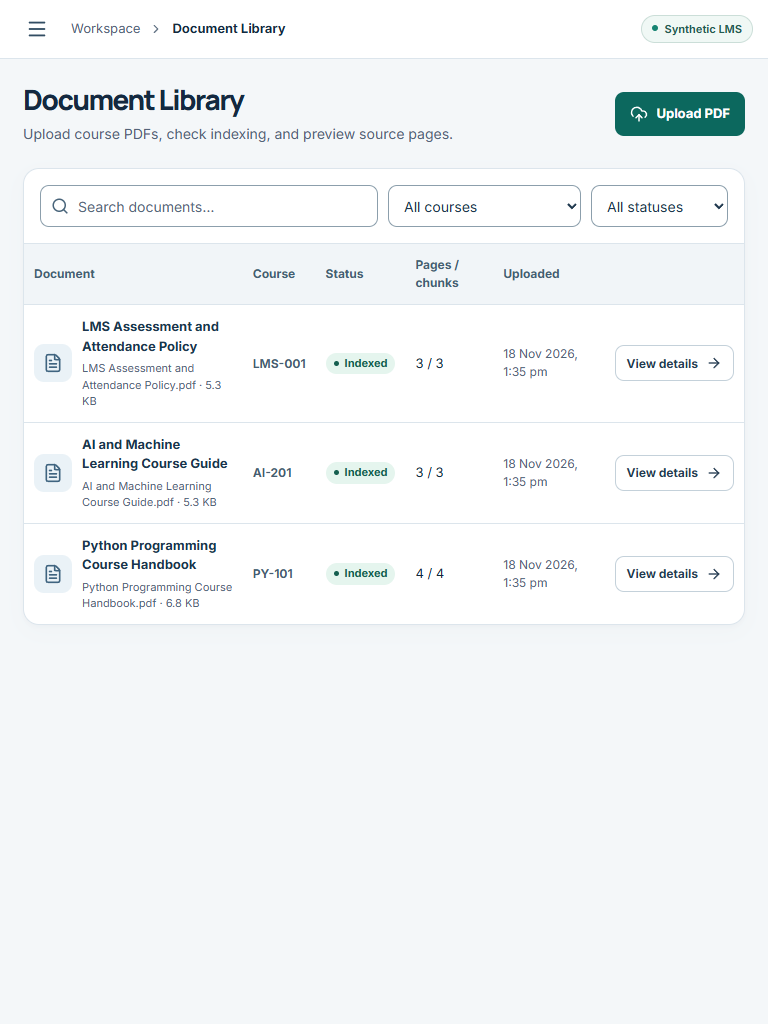 Workspace > Document Library
Synthetic LMS
Document Library
Upload PDF
Upload course PDFs, check indexing, and preview source pages.
Search documents...
All courses
All statuses
Document
Course
Status
Pages /
chunks
Uploaded
LMS Assessment and
Attendance Policy
LMS Assessment and
Attendance Policy.pdf · 5.3
KB
LMS-001
Indexed
3 / 3
18 Nov 2026,
1:35 pm
View details
AI and Machine
Learning Course Guide
AI and Machine Learning
Course Guide.pdf · 5.3 KB
AI-201
Indexed
3 / 3
18 Nov 2026,
1:35 pm
View details
Python Programming
Course Handbook
Python Programming Course
Handbook.pdf · 6.8 KB
PY-101
Indexed
4 / 4
18 Nov 2026,
1:35 pm
View details